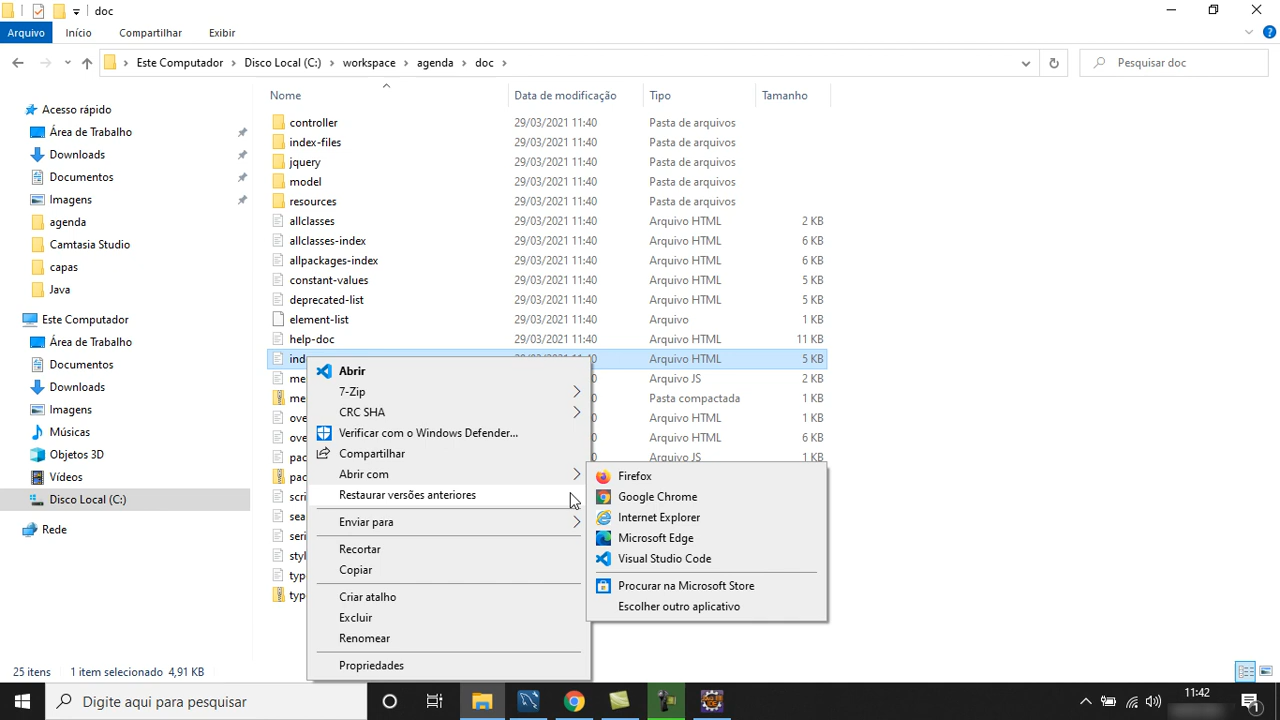 doc
Arquivo Início Compartilhar Exibir
Este Computador Disco Local (C:) workspace agenda doc Pesquisar doc
Nome Data de modificação Tipo Tamanho
Acesso rápido
Área de Trabalho
Downloads
Documentos
Imagens
agenda
Camtasia Studio
capas
Java
Este Computador
Área de Trabalho
Documentos
Downloads
Imagens
Músicas
Objetos 3D
Vídeos
Disco Local (C:)
Rede
controller 29/03/2021 11:40 Pasta de arquivos
index-files 29/03/2021 11:40 Pasta de arquivos
jquery 29/03/2021 11:40 Pasta de arquivos
model 29/03/2021 11:40 Pasta de arquivos
resources 29/03/2021 11:40 Pasta de arquivos
allclasses 29/03/2021 11:40 Arquivo HTML 2 KB
allclasses-index 29/03/2021 11:40 Arquivo HTML 6 KB
allpackages-index 29/03/2021 11:40 Arquivo HTML 6 KB
constant-values 29/03/2021 11:40 Arquivo HTML 5 KB
deprecated-list 29/03/2021 11:40 Arquivo HTML 5 KB
element-list 29/03/2021 11:40 Arquivo 1 KB
help-doc 29/03/2021 11:40 Arquivo HTML 11 KB
ind Arquivo HTML 5 KB
me Arquivo JS 2 KB
me Pasta compactada 1 KB
ove Arquivo HTML 1 KB
ove Arquivo HTML 6 KB
pac Arquivo JS 1 KB
pac
scri
sea
seri
styl
typ
typ
Abrir
7-Zip
CRC SHA
Verificar com o Windows Defender...
Compartilhar
Abrir com
Restaurar versões anteriores
Enviar para
Recortar
Copiar
Criar atalho
Excluir
Renomear
Propriedades
Firefox
Google Chrome
Internet Explorer
Microsoft Edge
Visual Studio Code
Procurar na Microsoft Store
Escolher outro aplicativo
25 itens 1 item selecionado 4,91 KB
Digite aqui para pesquisar
11:42
1